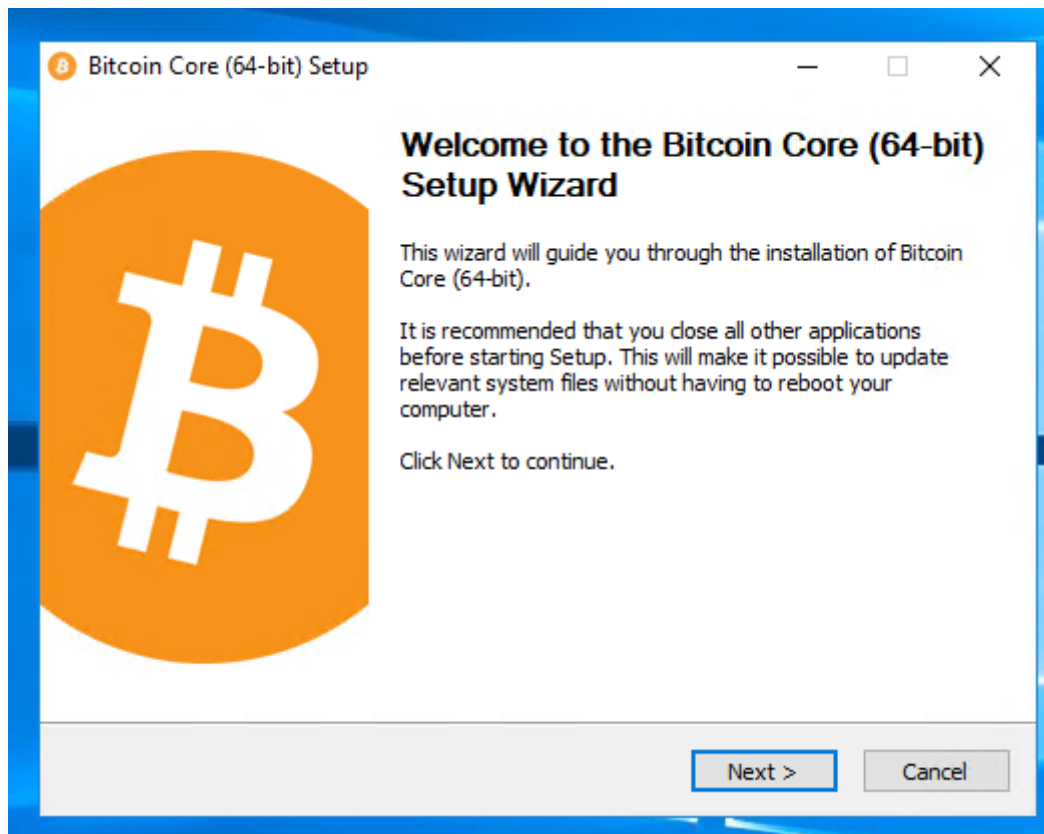 Bitcoin Core (64-bit) Setup
Welcome to the Bitcoin Core (64-bit)
Setup Wizard
This wizard will guide you through the installation of Bitcoin
Core (64-bit).
It is recommended that you close all other applications
before starting Setup. This will make it possible to update
relevant system files without having to reboot your
computer.
Click Next to continue.
Next >
Cancel